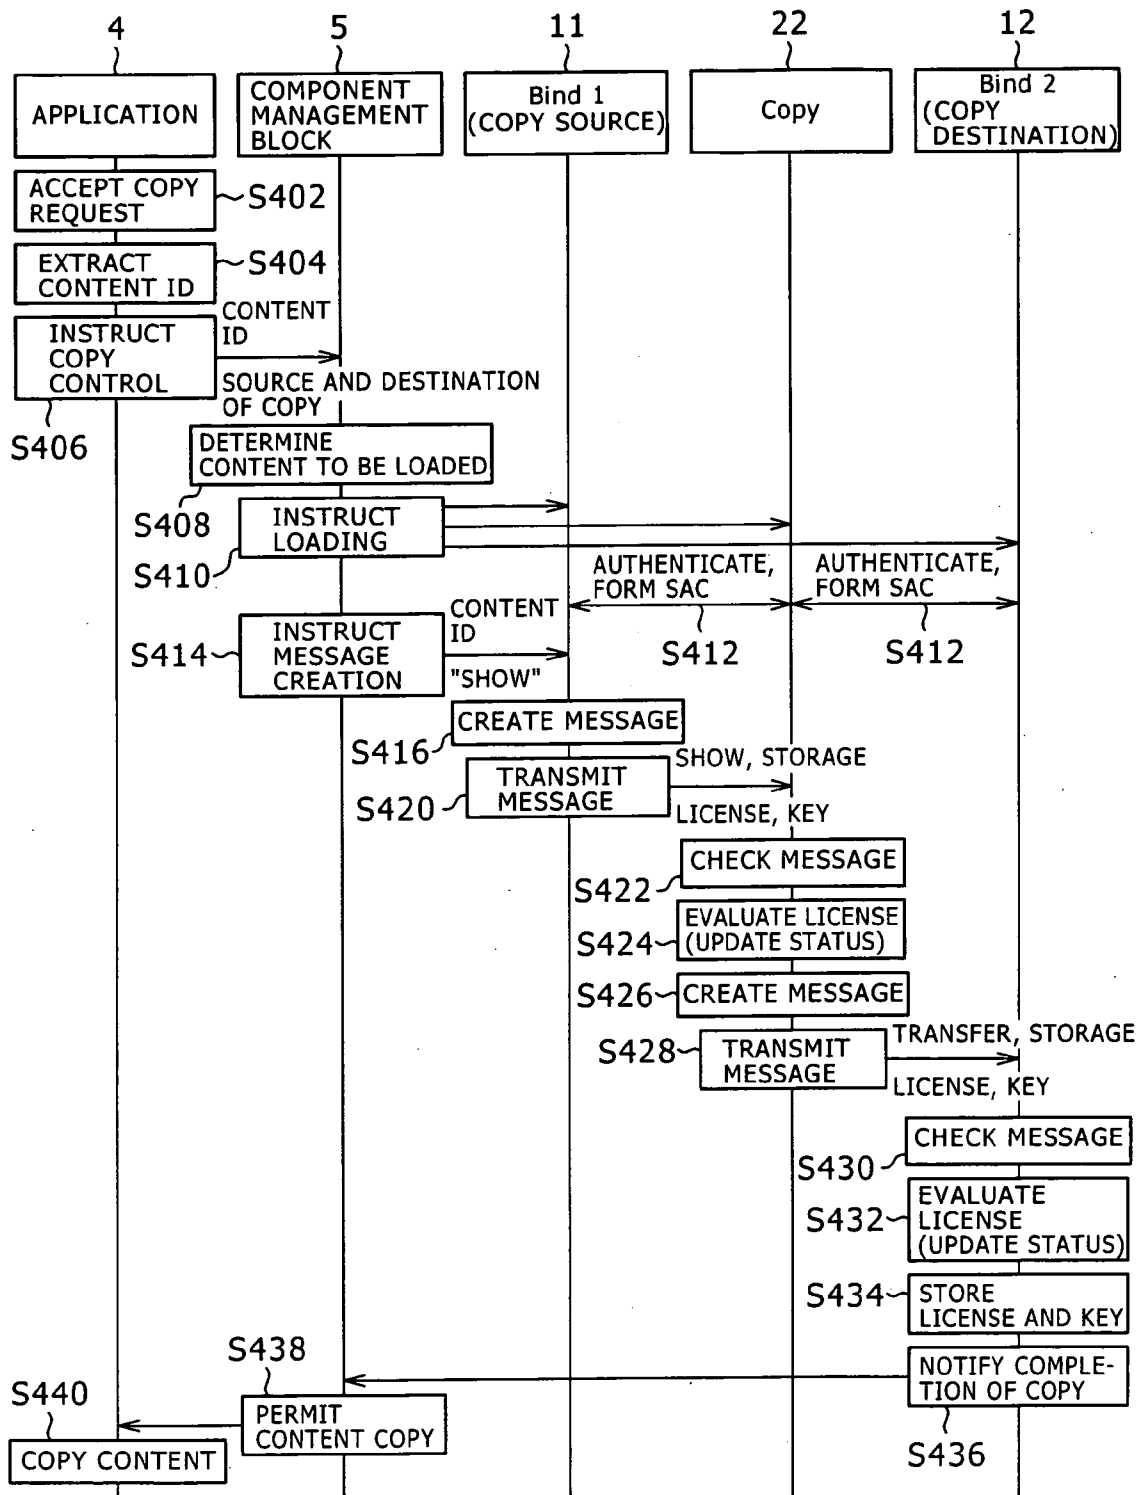 4
5
11
22
12
APPLICATION
COMPONENT
MANAGEMENT
BLOCK
Bind 1
(COPY SOURCE)
Copy
Bind 2
(COPY
DESTINATION)
ACCEPT COPY
REQUEST
S402
EXTRACT
CONTENT ID
S404
INSTRUCT
COPY
CONTROL
CONTENT
ID
SOURCE AND DESTINATION
OF COPY
S406
DETERMINE
CONTENT TO BE LOADED
S408
INSTRUCT
LOADING
S410
AUTHENTICATE,
FORM SAC
AUTHENTICATE,
FORM SAC
S412
S412
S414
INSTRUCT
MESSAGE
CREATION
CONTENT
ID
"SHOW"
CREATE MESSAGE
S416
TRANSMIT
MESSAGE
SHOW, STORAGE
LICENSE, KEY
S420
CHECK MESSAGE
S422
EVALUATE LICENSE
(UPDATE STATUS)
S424
S426
CREATE MESSAGE
S428
TRANSMIT
MESSAGE
TRANSFER, STORAGE
LICENSE, KEY
CHECK MESSAGE
S430
EVALUATE
LICENSE
(UPDATE STATUS)
S432
S434
STORE
LICENSE AND KEY
S438
NOTIFY COMPLE-
TION OF COPY
S440
PERMIT
CONTENT COPY
S436
COPY CONTENT